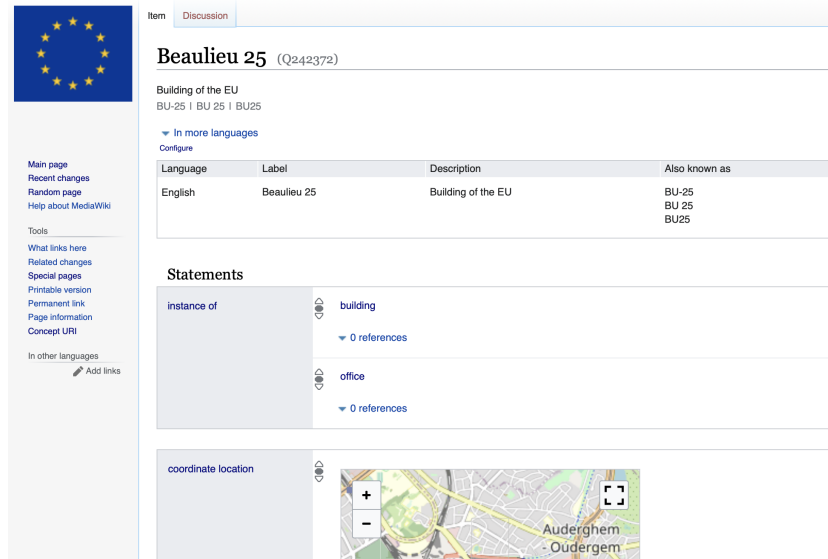 Item Discussion
Beaulieu 25 (Q242372)
Building of the EU
BU-25 | BU 25 | BU25
In more languages
Configure
Language Label Description Also known as
English Beaulieu 25 Building of the EU BU-25
BU 25
BU25
Main page
Recent changes
Random page
Help about MediaWiki
Tools
What links here
Related changes
Special pages
Printable version
Permanent link
Page information
Concept URI
In other languages
Add links
Statements
instance of
building
0 references
office
0 references
coordinate location
+
−
Auderghem
- Oudergem